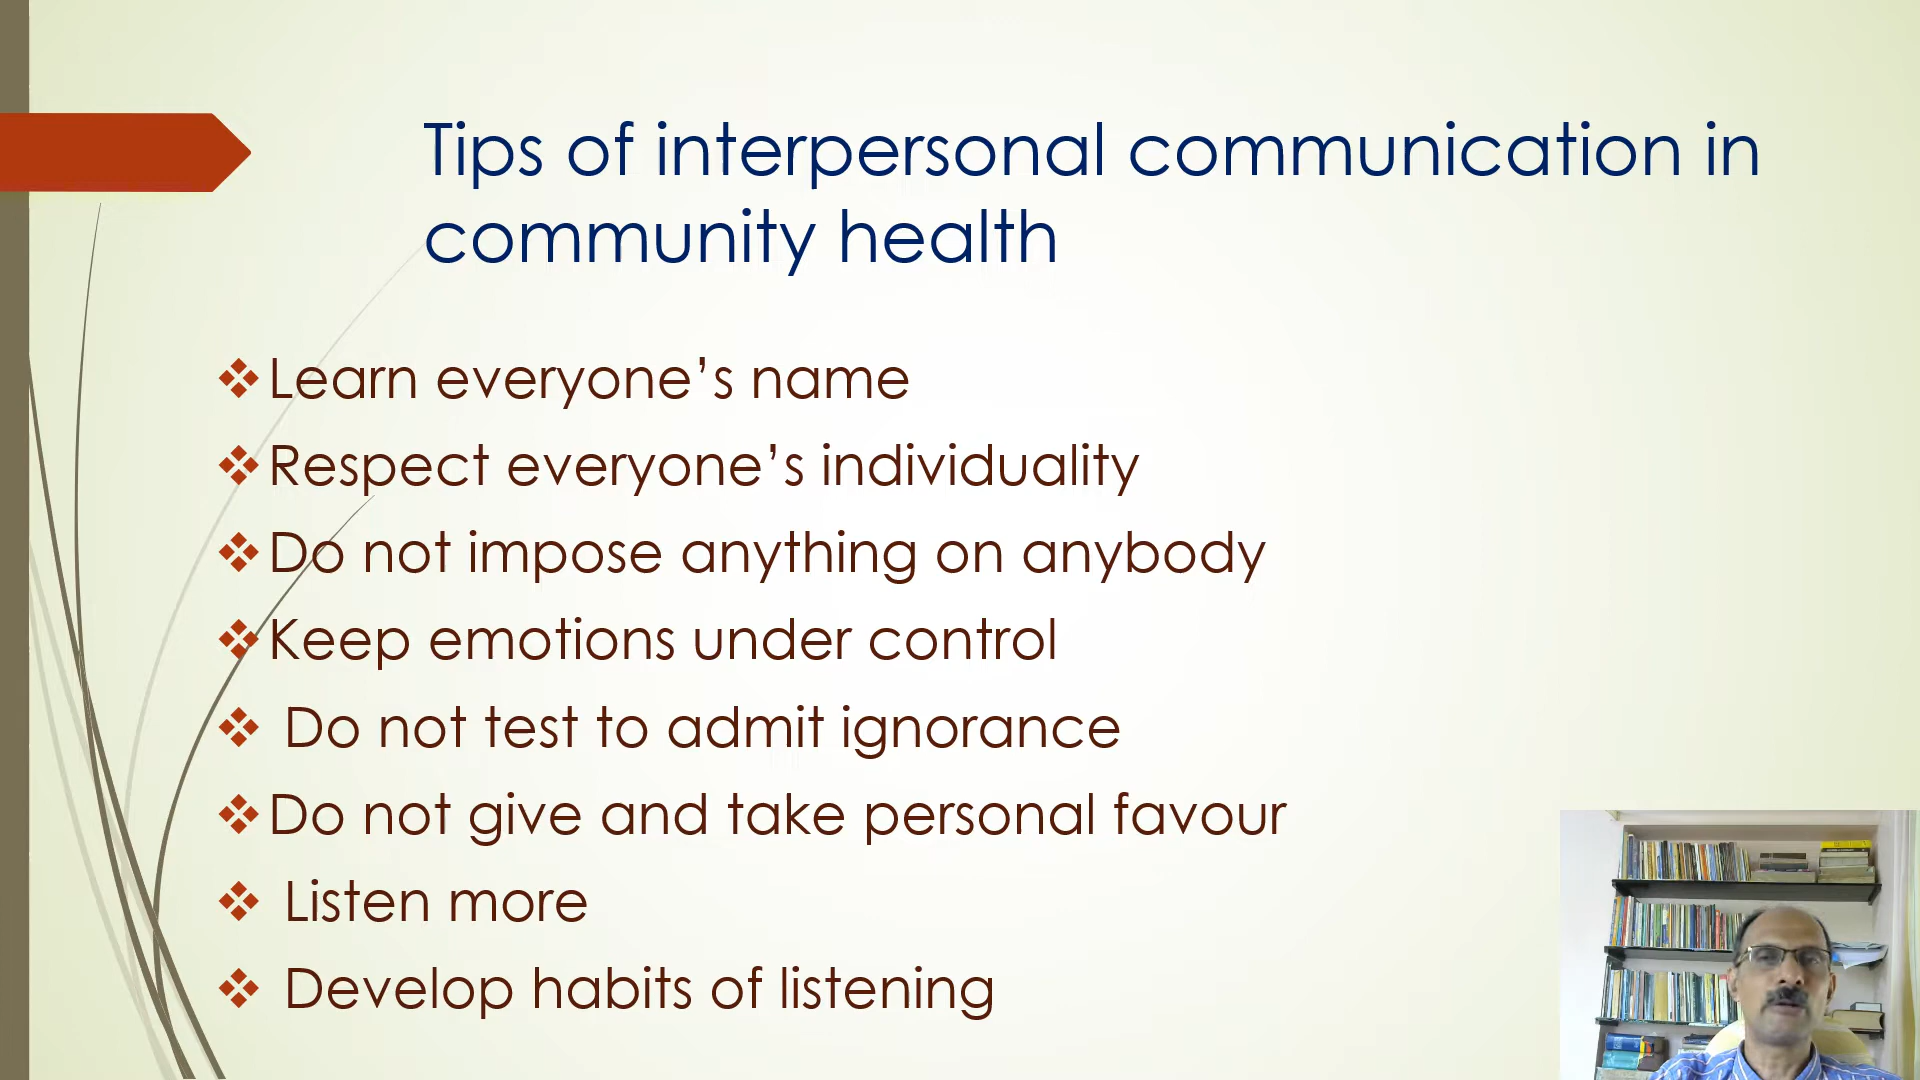 Tips of interpersonal communication in
community health
❖Learn everyone’s name
❖Respect everyone’s individuality
❖Do not impose anything on anybody
❖Keep emotions under control
❖ Do not test to admit ignorance
❖Do not give and take personal favour
❖ Listen more
❖ Develop habits of listening